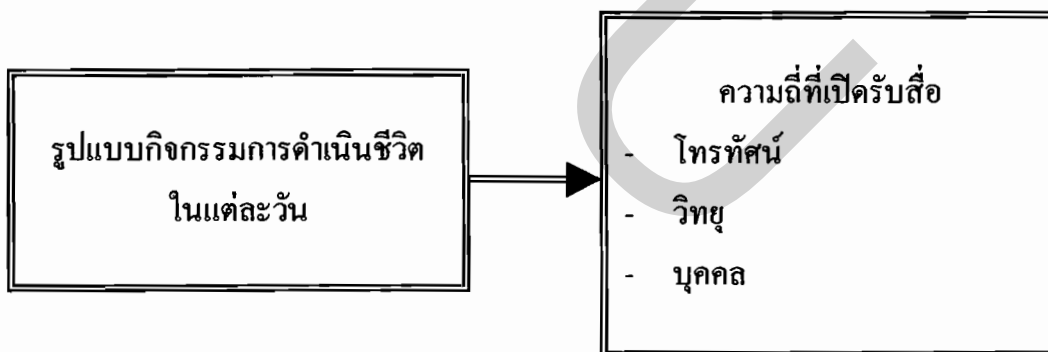 รูปแบบกิจกรรมการดำเนินชีวิต
ในแต่ละวัน
ความถี่ที่เปิดรับสื่อ
- โทรทัศน์
- วิทยุ
- บุคคล